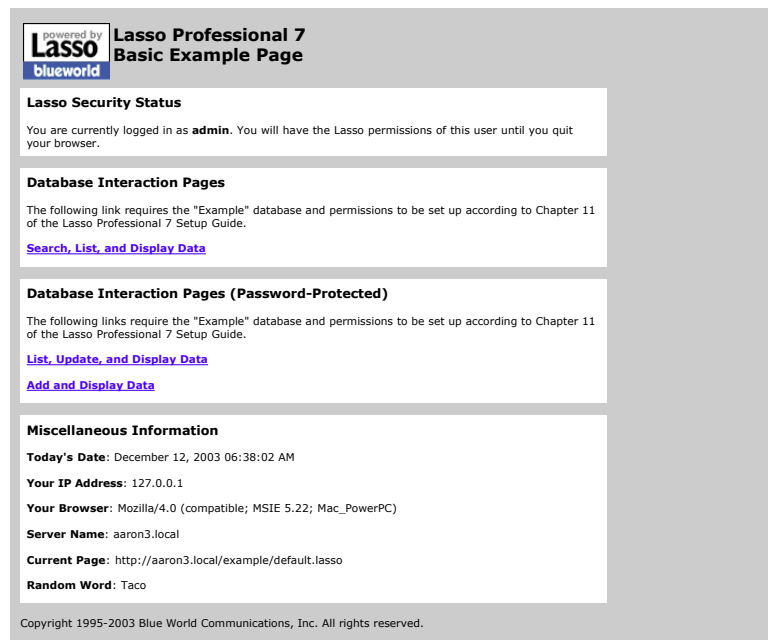 powered by
Lasso
blueworld
Lasso Professional 7
Basic Example Page
Lasso Security Status
You are currently logged in as admin. You will have the Lasso permissions of this user until you quit
your browser.
Database Interaction Pages
The following link requires the "Example" database and permissions to be set up according to Chapter 11
of the Lasso Professional 7 Setup Guide.
Search, List, and Display Data
Database Interaction Pages (Password-Protected)
The following links require the "Example" database and permissions to be set up according to Chapter 11
of the Lasso Professional 7 Setup Guide.
List, Update, and Display Data
Add and Display Data
Miscellaneous Information
Today's Date: December 12, 2003 06:38:02 AM
Your IP Address: 127.0.0.1
Your Browser: Mozilla/4.0 (compatible; MSIE 5.22; Mac_PowerPC)
Server Name: aaron3.local
Current Page: http://aaron3.local/example/default.lasso
Random Word: Taco
Copyright 1995-2003 Blue World Communications, Inc. All rights reserved.